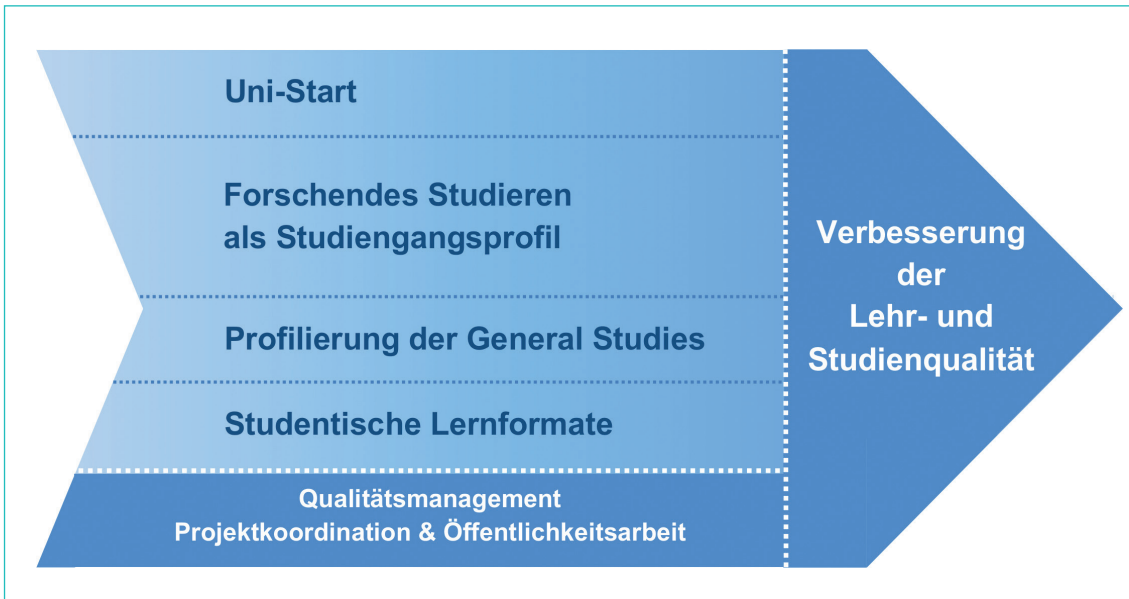 Uni-Start
Forschendes Studieren
als Studiengangsprofil
Profilierung der General Studies
Studentische Lernformate
Qualitätsmanagement
Projektkoordination & Öffentlichkeitsarbeit
Verbesserung
der
Lehr- und
Studienqualität